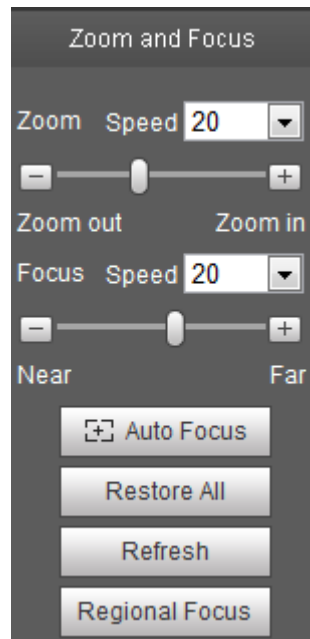 Zoom and Focus
Zoom Speed 20
Zoom out Zoom in
Focus Speed 20
Near Far
Auto Focus
Restore All
Refresh
Regional Focus